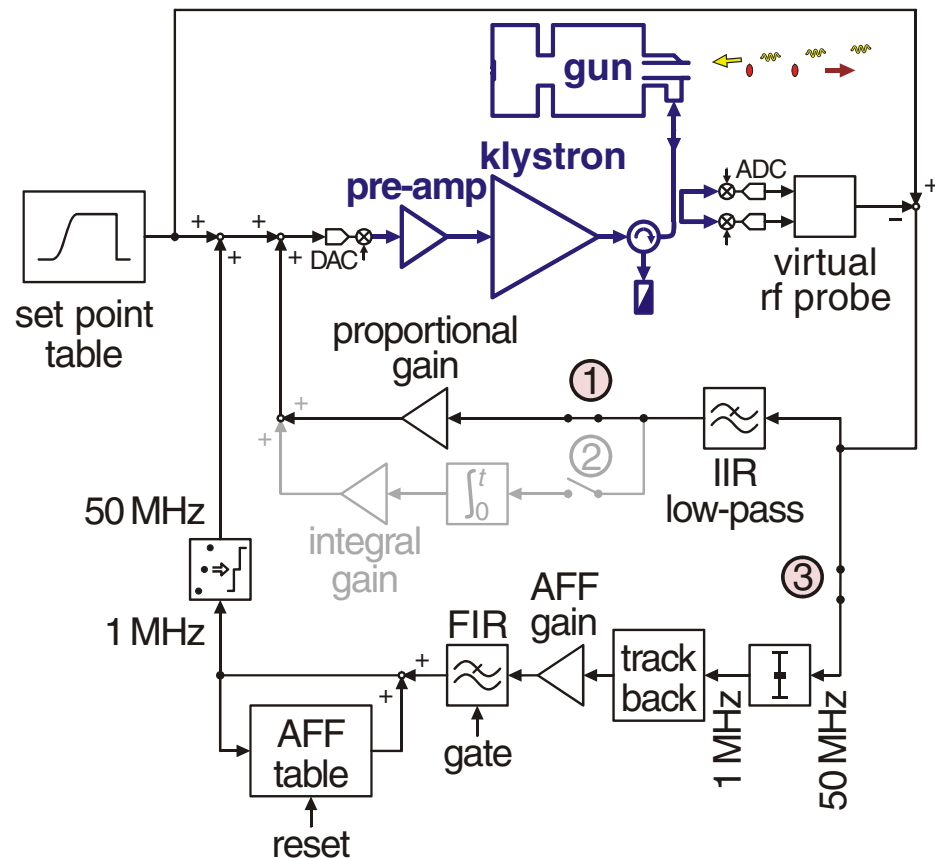 gun
klystron
pre-amp
ADC
+
−
+
+
+
+
DAC
virtual
rf probe
set point
table
proportional
gain
1
+
+
2
∫0t
IIR
low-pass
integral
gain
50 MHz
⇒
3
1 MHz
FIR
AFF
gain
track
back
+
+
1 MHz
50 MHz
gate
AFF
table
reset